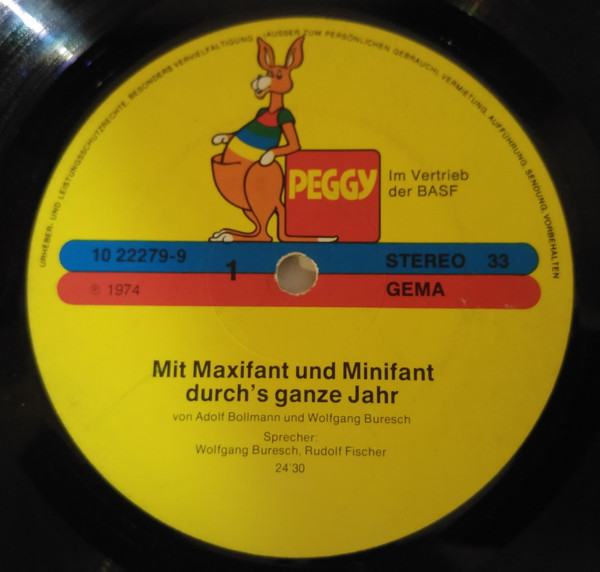 URHEBER- UND LEISTUNGSSCHUTZRECHTE, BESONDERS VERVIELFÄLTIGUNG (AUSSER ZUM PERSÖNLICHEN GEBRAUCH), VERMIETUNG, AUFFÜHRUNG, SENDUNG, VORBEHALTEN
PEGGY
Im Vertrieb
der BASF
10 22279-9
1
STEREO 33
℗ 1974
GEMA
Mit Maxifant und Minifant
durch's ganze Jahr
von Adolf Bollmann und Wolfgang Buresch
Sprecher:
Wolfgang Buresch, Rudolf Fischer
24'30